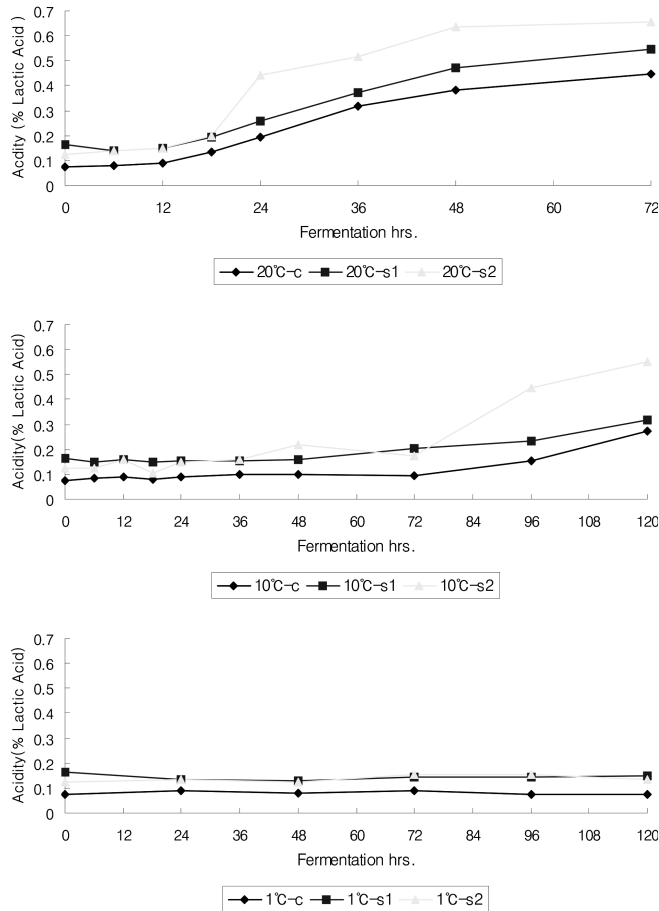 Acdity (% Lactic Acid )
0.7
0.6
0.5
0.4
0.3
0.2
0.1
0
0 12 24 36 48 60 72
Fermentation hrs.
20℃-c 20℃-s1 20℃-s2
Acidity(% Lactic Acid)
0.7
0.6
0.5
0.4
0.3
0.2
0.1
0
0 12 24 36 48 60 72 84 96 108 120
Fermentation hrs.
10℃-c 10℃-s1 10℃-s2
Acidity(% Lactic Acid)
0.7
0.6
0.5
0.4
0.3
0.2
0.1
0
0 12 24 36 48 60 72 84 96 108 120
Fermentation hrs.
1℃-c 1℃-s1 1℃-s2